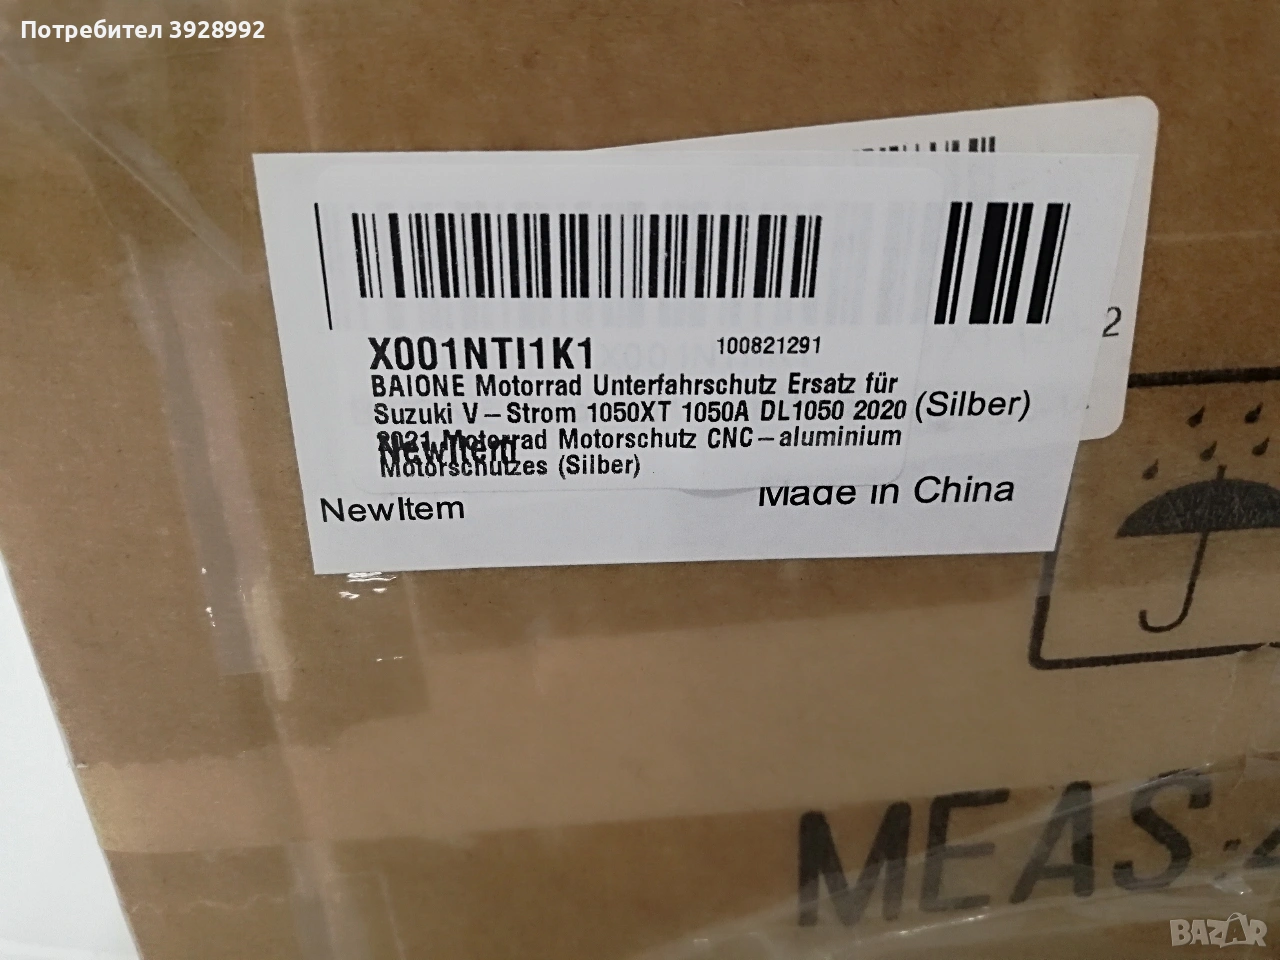 Потребител 3928992
X001NTI1K1 100821291
BAIONE Motorrad Unterfahrschutz Ersatz für
Suzuki V-Strom 1050XT 1050A DL1050 2020 (Silber)
2021 Motorrad Motorschutz CNC-aluminium
NewItem
Motorschutzes (Silber)
NewItem
Made in China
2
MEAS:
BAZAR